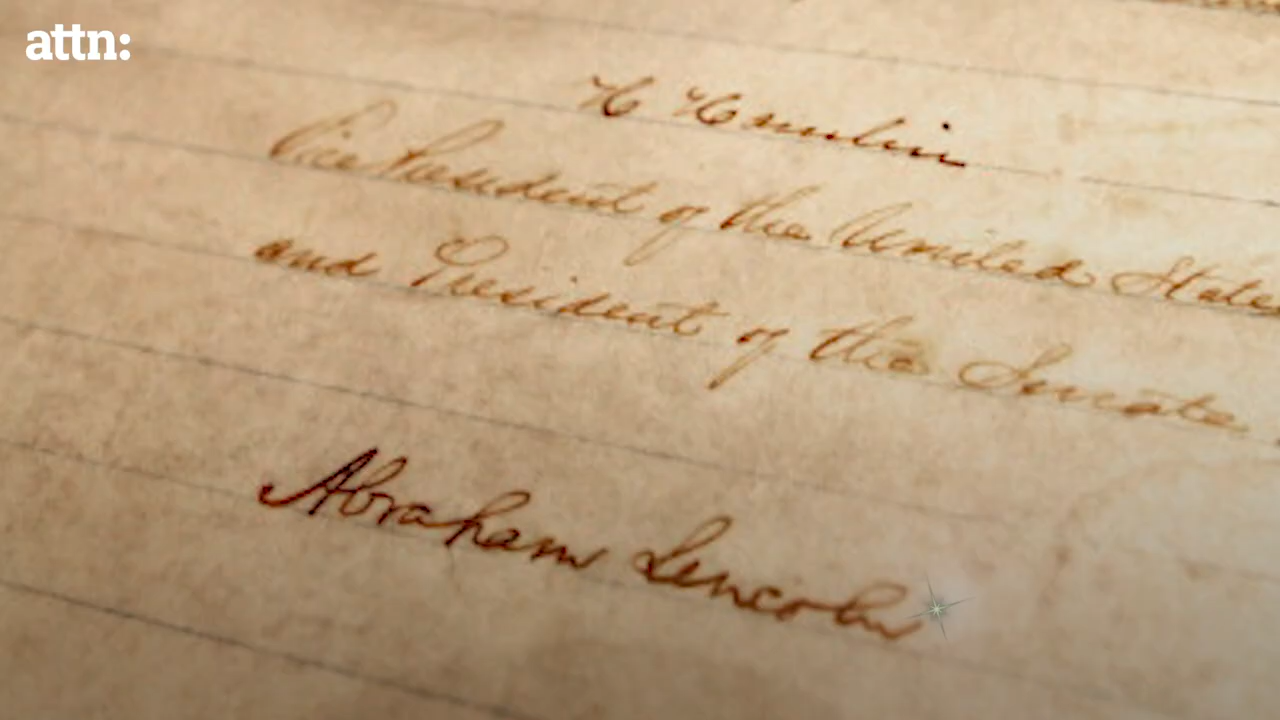 attn:
H Hamlin
Vice President of the United States
and President of the Senate
Abraham Lincoln